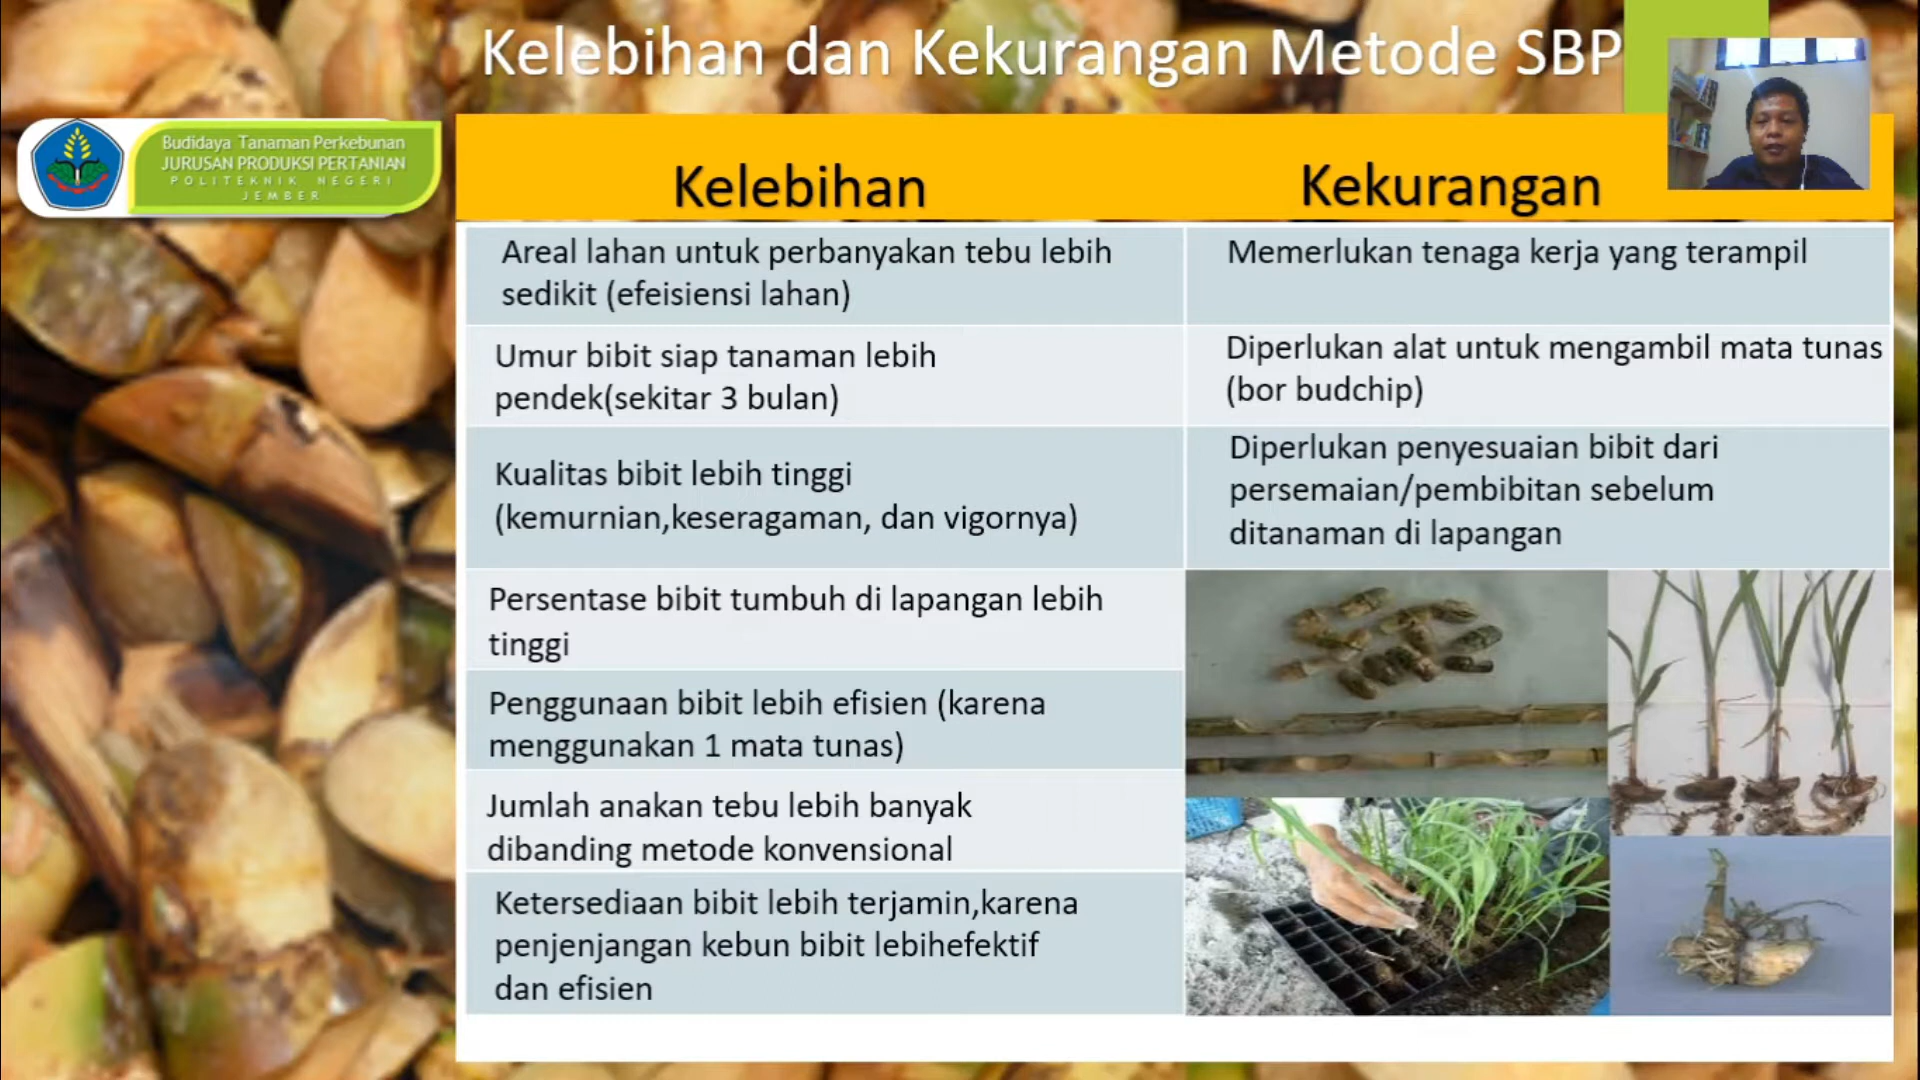 Kelebihan dan Kekurangan Metode SBP
Budidaya Tanaman Perkebunan
JURUSAN PRODUKSI PERTANIAN
POLITEKNIK NEGERI
JEMBER
Kelebihan
Kekurangan
Areal lahan untuk perbanyakan tebu lebih
sedikit (efeisiensi lahan)
Memerlukan tenaga kerja yang terampil
Umur bibit siap tanaman lebih
pendek(sekitar 3 bulan)
Diperlukan alat untuk mengambil mata tunas
(bor budchip)
Kualitas bibit lebih tinggi
(kemurnian,keseragaman, dan vigornya)
Diperlukan penyesuaian bibit dari
persemaian/pembibitan sebelum
ditanaman di lapangan
Persentase bibit tumbuh di lapangan lebih
tinggi
Penggunaan bibit lebih efisien (karena
menggunakan 1 mata tunas)
Jumlah anakan tebu lebih banyak
dibanding metode konvensional
Ketersediaan bibit lebih terjamin,karena
penjenjangan kebun bibit lebihefektif
dan efisien